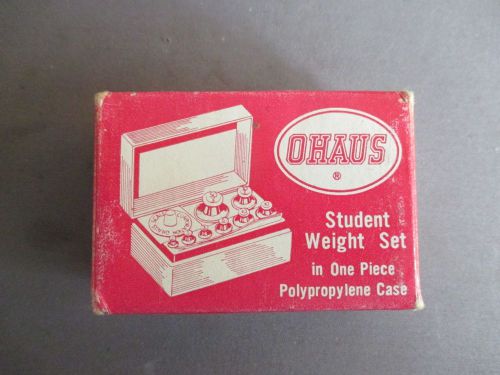 OHAUS
®
Student
Weight Set
in One Piece
Polypropylene Case